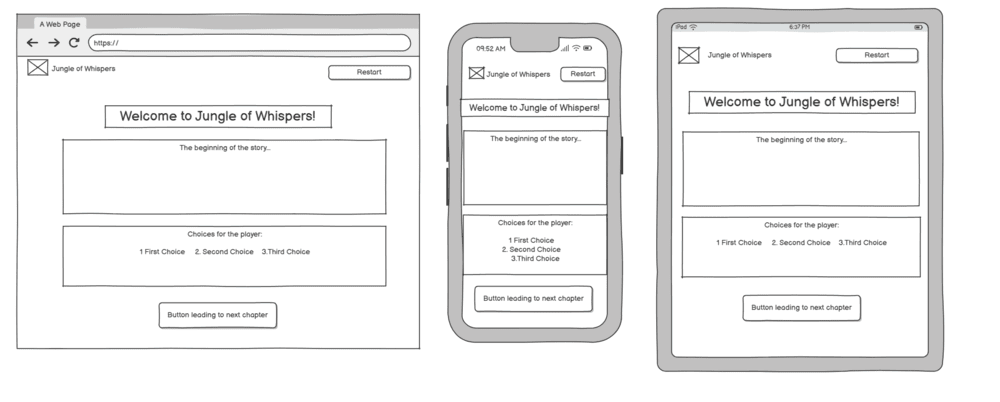 A Web Page
https://
Jungle of Whispers
Restart
Welcome to Jungle of Whispers!
The beginning of the story...
Choices for the player:
1 First Choice 2. Second Choice 3.Third Choice
Button leading to next chapter
09:52 AM
Jungle of Whispers
Restart
Welcome to Jungle of Whispers!
The beginning of the story...
Choices for the player:
1 First Choice
2. Second Choice
3.Third Choice
Button leading to next chapter
iPod
6:37 PM
Jungle of Whispers
Restart
Welcome to Jungle of Whispers!
The beginning of the story...
Choices for the player:
1 First Choice 2. Second Choice 3.Third Choice
Button leading to next chapter